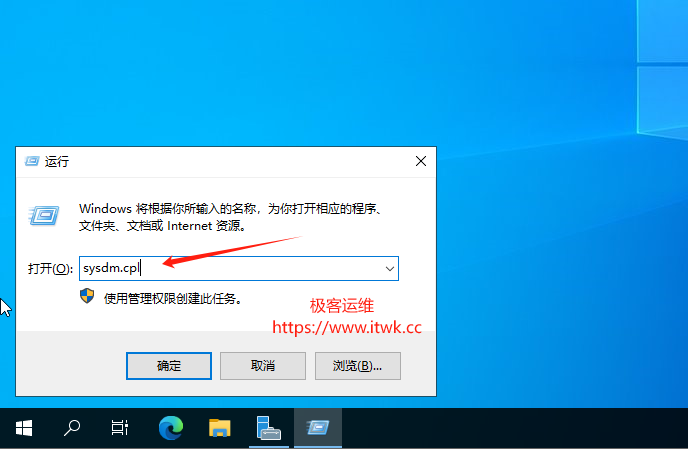 运行
Windows 将根据你所输入的名称，为你打开相应的程序、
文件夹、文档或 Internet 资源。
打开(O): sysdm.cpl
使用管理权限创建此任务。
极客运维
https://www.itwk.cc
确定 取消 浏览(B)...